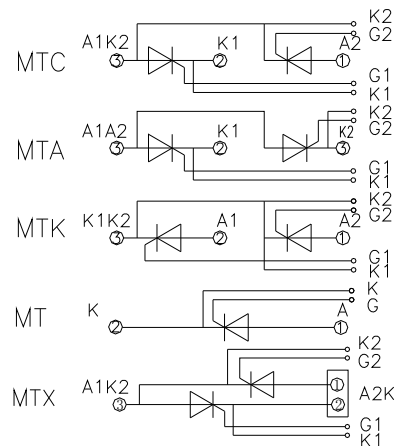 K2
G2
A1K2 K1 A2
MTC 3 2 1
G1
K1
K2
G2
A1A2 K1 K2
MTA 3 2 3
G1
K1
K2
G2
K1K2 A1 A2
MTK 3 2 1
G1
K1
K
G
K A
MT 2 1
K2
G2
1
A1K2 A2K
MTX 3 2
G1
K1